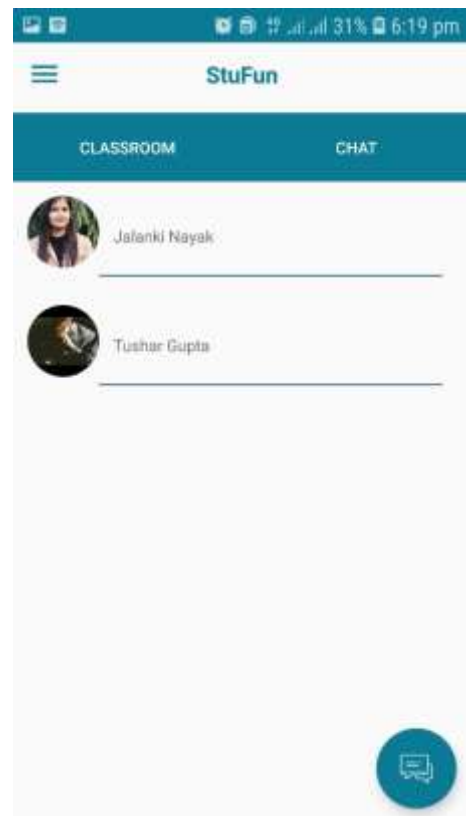 31% 6:19 pm
StuFun
CLASSROOM CHAT
Jalanki Nayak
Tushar Gupta